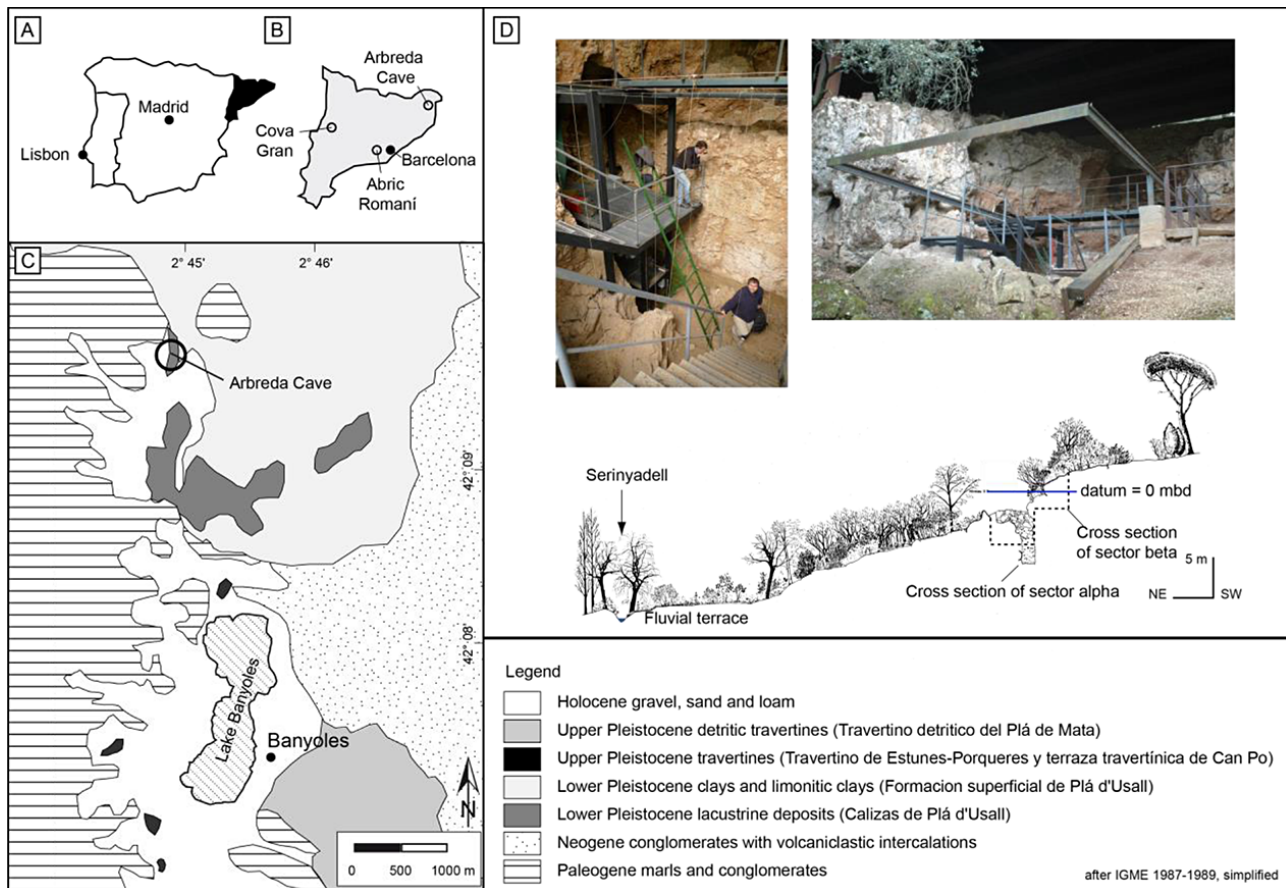 A
Madrid
Lisbon
B
Arbreda
Cave
Cova
Gran
Barcelona
Abric
Romaní
C
2° 45'
2° 46'
Arbreda Cave
42° 09'
42° 08'
Lake Banyoles
Banyoles
N
0 500 1000 m
D
Serinyadell
datum = 0 mbd
Cross section
of sector beta
5 m
Cross section of sector alpha
NE SW
Fluvial terrace
Legend
Holocene gravel, sand and loam
Upper Pleistocene detritic travertines (Travertino detritico del Plá de Mata)
Upper Pleistocene travertines (Travertino de Estunes-Porqueres y terraza travertínica de Can Po)
Lower Pleistocene clays and limonitic clays (Formacion superficial de Plá d'Usall)
Lower Pleistocene lacustrine deposits (Calizas de Plá d'Usall)
Neogene conglomerates with volcaniclastic intercalations
Paleogene marls and conglomerates
after IGME 1987-1989, simplified